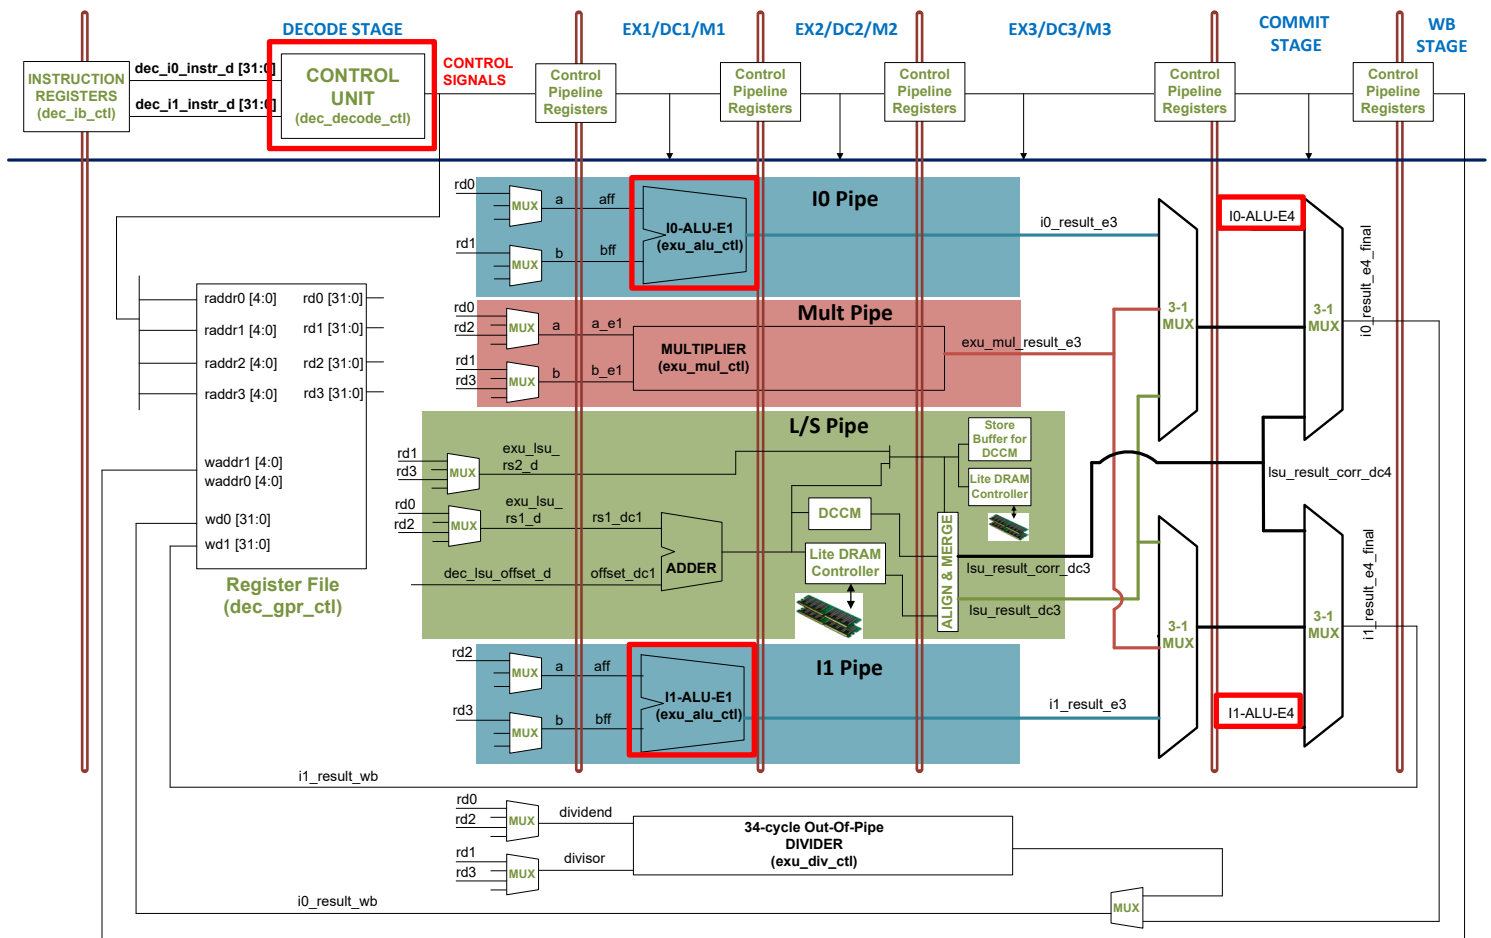 DECODE STAGE
EX1/DC1/M1
EX2/DC2/M2
EX3/DC3/M3
COMMIT
STAGE
WB
STAGE
INSTRUCTION
REGISTERS
(dec_ib_ctl)
dec_i0_instr_d [31:0]
dec_i1_instr_d [31:0]
CONTROL
UNIT
(dec_decode_ctl)
CONTROL
SIGNALS
Control
Pipeline
Registers
Control
Pipeline
Registers
Control
Pipeline
Registers
Control
Pipeline
Registers
Control
Pipeline
Registers
I0 Pipe
rd0
MUX
a
aff
rd1
MUX
b
bff
I0-ALU-E1
(exu_alu_ctl)
i0_result_e3
I0-ALU-E4
3-1
MUX
3-1
MUX
i0_result_e4_final
Mult Pipe
rd0
rd2
MUX
a
a_e1
rd1
rd3
MUX
b
b_e1
MULTIPLIER
(exu_mul_ctl)
exu_mul_result_e3
raddr0 [4:0]
rd0 [31:0]
raddr1 [4:0]
rd1 [31:0]
raddr2 [4:0]
rd2 [31:0]
raddr3 [4:0]
rd3 [31:0]
waddr1 [4:0]
waddr0 [4:0]
wd0 [31:0]
wd1 [31:0]
Register File
(dec_gpr_ctl)
L/S Pipe
rd1
rd3
MUX
exu_lsu_
rs2_d
rd0
rd2
MUX
exu_lsu_
rs1_d
rs1_dc1
dec_lsu_offset_d
offset_dc1
ADDER
DCCM
Lite DRAM
Controller
Store
Buffer for
DCCM
Lite DRAM
Controller
ALIGN & MERGE
lsu_result_corr_dc3
lsu_result_dc3
lsu_result_corr_dc4
I1 Pipe
rd2
MUX
a
aff
rd3
MUX
b
bff
I1-ALU-E1
(exu_alu_ctl)
i1_result_e3
I1-ALU-E4
3-1
MUX
3-1
MUX
i1_result_e4_final
i1_result_wb
rd0
rd2
MUX
dividend
rd1
rd3
MUX
divisor
34-cycle Out-Of-Pipe
DIVIDER
(exu_div_ctl)
i0_result_wb
MUX